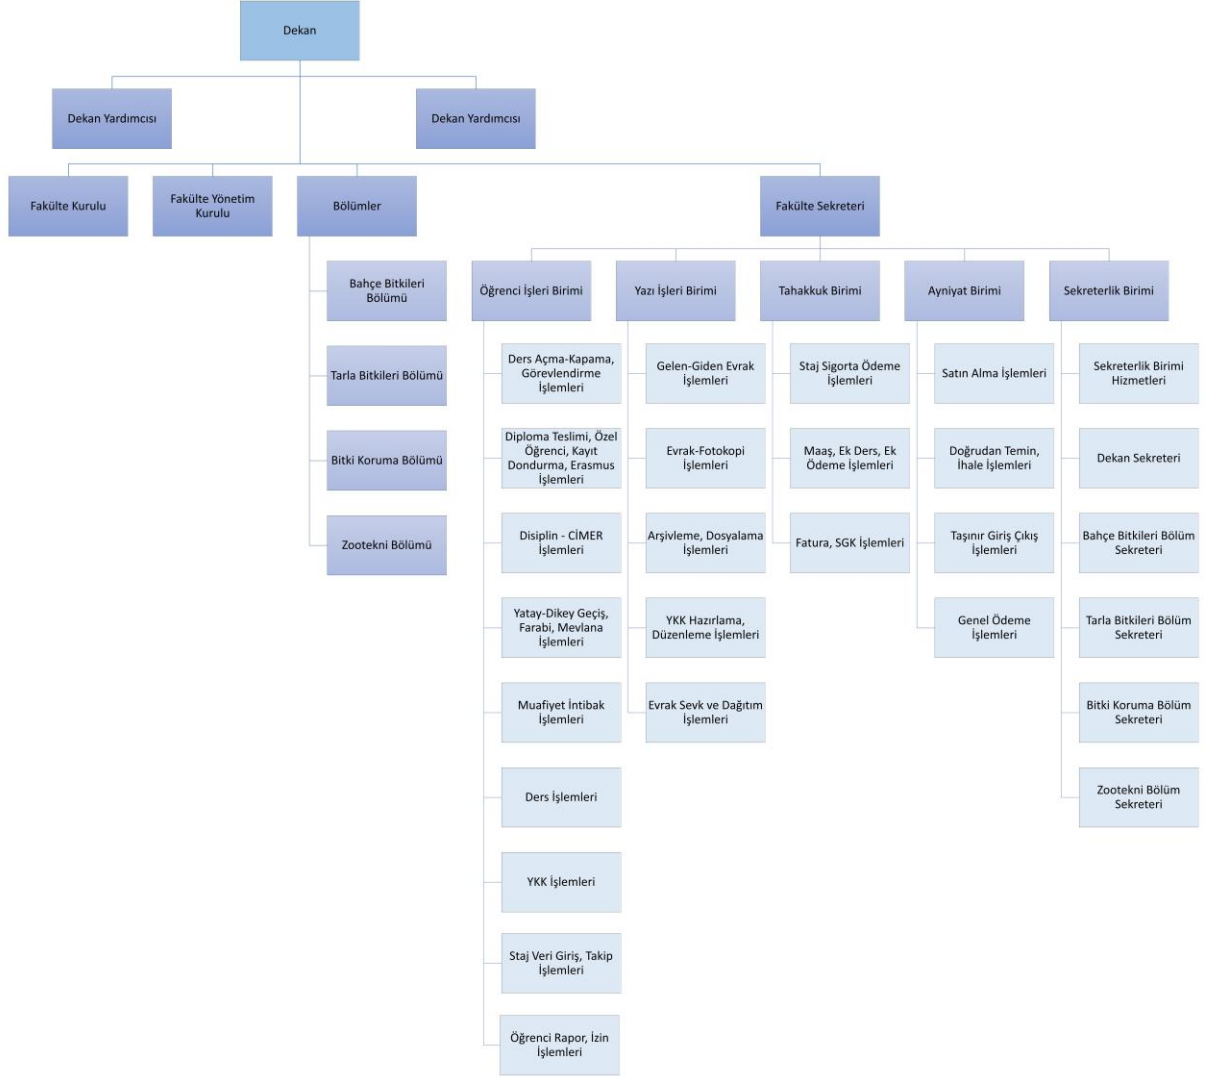 Dekan
Dekan Yardımcısı
Dekan Yardımcısı
Fakülte Kurulu
Fakülte Yönetim
Kurulu
Bölümler
Fakülte Sekreteri
Bahçe Bitkileri
Bölümü
Tarla Bitkileri Bölümü
Bitki Koruma Bölümü
Zootekni Bölümü
Öğrenci İşleri Birimi
Ders Açma-Kapama,
Görevlendirme
İşlemleri
Diploma Teslimi, Özel
Öğrenci, Kayıt
Dondurma, Erasmus
İşlemleri
Disiplin - CİMER
İşlemleri
Yatay-Dikey Geçiş,
Farabi, Mevlana
İşlemleri
Muafiyet İntibak
İşlemleri
Ders İşlemleri
YKK İşlemleri
Staj Veri Giriş, Takip
İşlemleri
Öğrenci Rapor, İzin
İşlemleri
Yazı İşleri Birimi
Gelen-Giden Evrak
İşlemleri
Evrak-Fotokopi
İşlemleri
Arşivleme, Dosyalama
İşlemleri
YKK Hazırlama,
Düzenleme İşlemleri
Evrak Sevk ve Dağıtım
İşlemleri
Tahakkuk Birimi
Staj Sigorta Ödeme
İşlemleri
Maaş, Ek Ders, Ek
Ödeme İşlemleri
Fatura, SGK İşlemleri
Ayniyat Birimi
Satın Alma İşlemleri
Doğrudan Temin,
İhale İşlemleri
Taşınır Giriş Çıkış
İşlemleri
Genel Ödeme
İşlemleri
Sekreterlik Birimi
Sekreterlik Birimi
Hizmetleri
Dekan Sekreteri
Bahçe Bitkileri Bölüm
Sekreteri
Tarla Bitkileri Bölüm
Sekreteri
Bitki Koruma Bölüm
Sekreteri
Zootekni Bölüm
Sekreteri